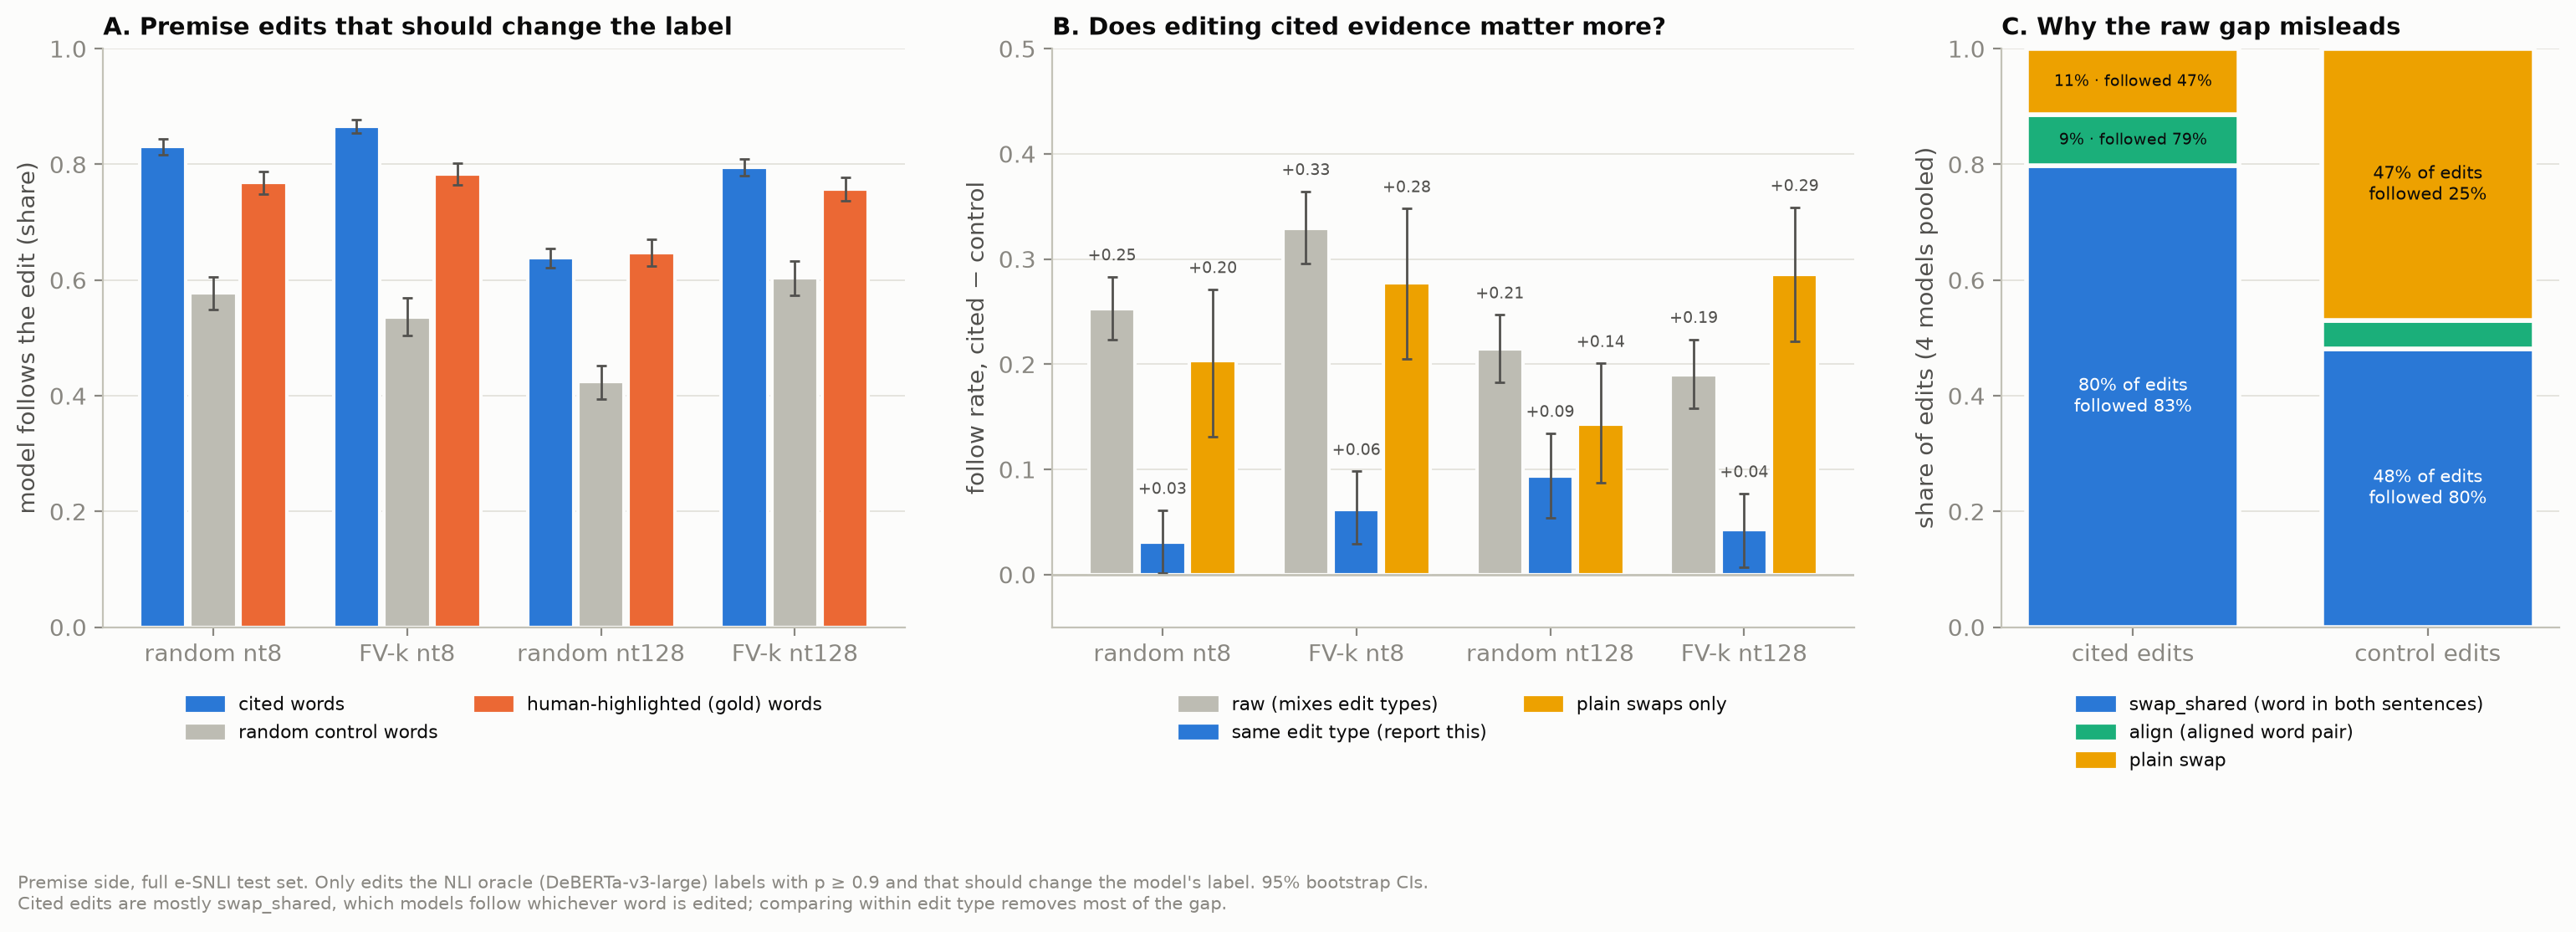 A. Premise edits that should change the label
model follows the edit (share)
1.0
0.8
0.6
0.4
0.2
0.0
random nt8
FV-k nt8
random nt128
FV-k nt128
cited words
random control words
human-highlighted (gold) words
B. Does editing cited evidence matter more?
follow rate, cited − control
0.5
0.4
0.3
0.2
0.1
0.0
+0.25
+0.03
+0.20
+0.33
+0.06
+0.28
+0.21
+0.09
+0.14
+0.19
+0.04
+0.29
random nt8
FV-k nt8
random nt128
FV-k nt128
raw (mixes edit types)
same edit type (report this)
plain swaps only
C. Why the raw gap misleads
share of edits (4 models pooled)
1.0
0.8
0.6
0.4
0.2
0.0
11% · followed 47%
9% · followed 79%
80% of edits
followed 83%
47% of edits
followed 25%
48% of edits
followed 80%
cited edits
control edits
swap_shared (word in both sentences)
align (aligned word pair)
plain swap
Premise side, full e-SNLI test set. Only edits the NLI oracle (DeBERTa-v3-large) labels with p ≥ 0.9 and that should change the model's label. 95% bootstrap CIs.
Cited edits are mostly swap_shared, which models follow whichever word is edited; comparing within edit type removes most of the gap.